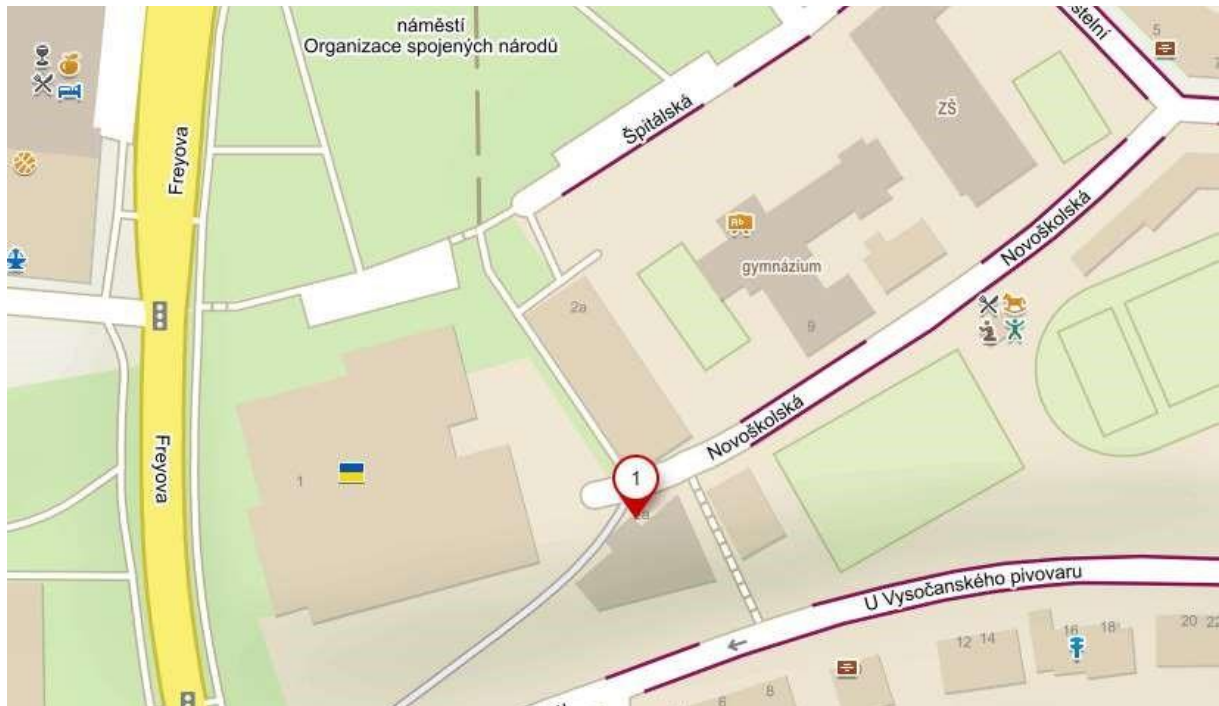 náměstí
Organizace spojených národů
5
ZŠ
Špitálská
Freyova
Novoškolská
gymnázium
2a
9
Novoškolská
Freyova
1
1
U Vysočanského pivovaru
12
14
16
18
20
22
6
8